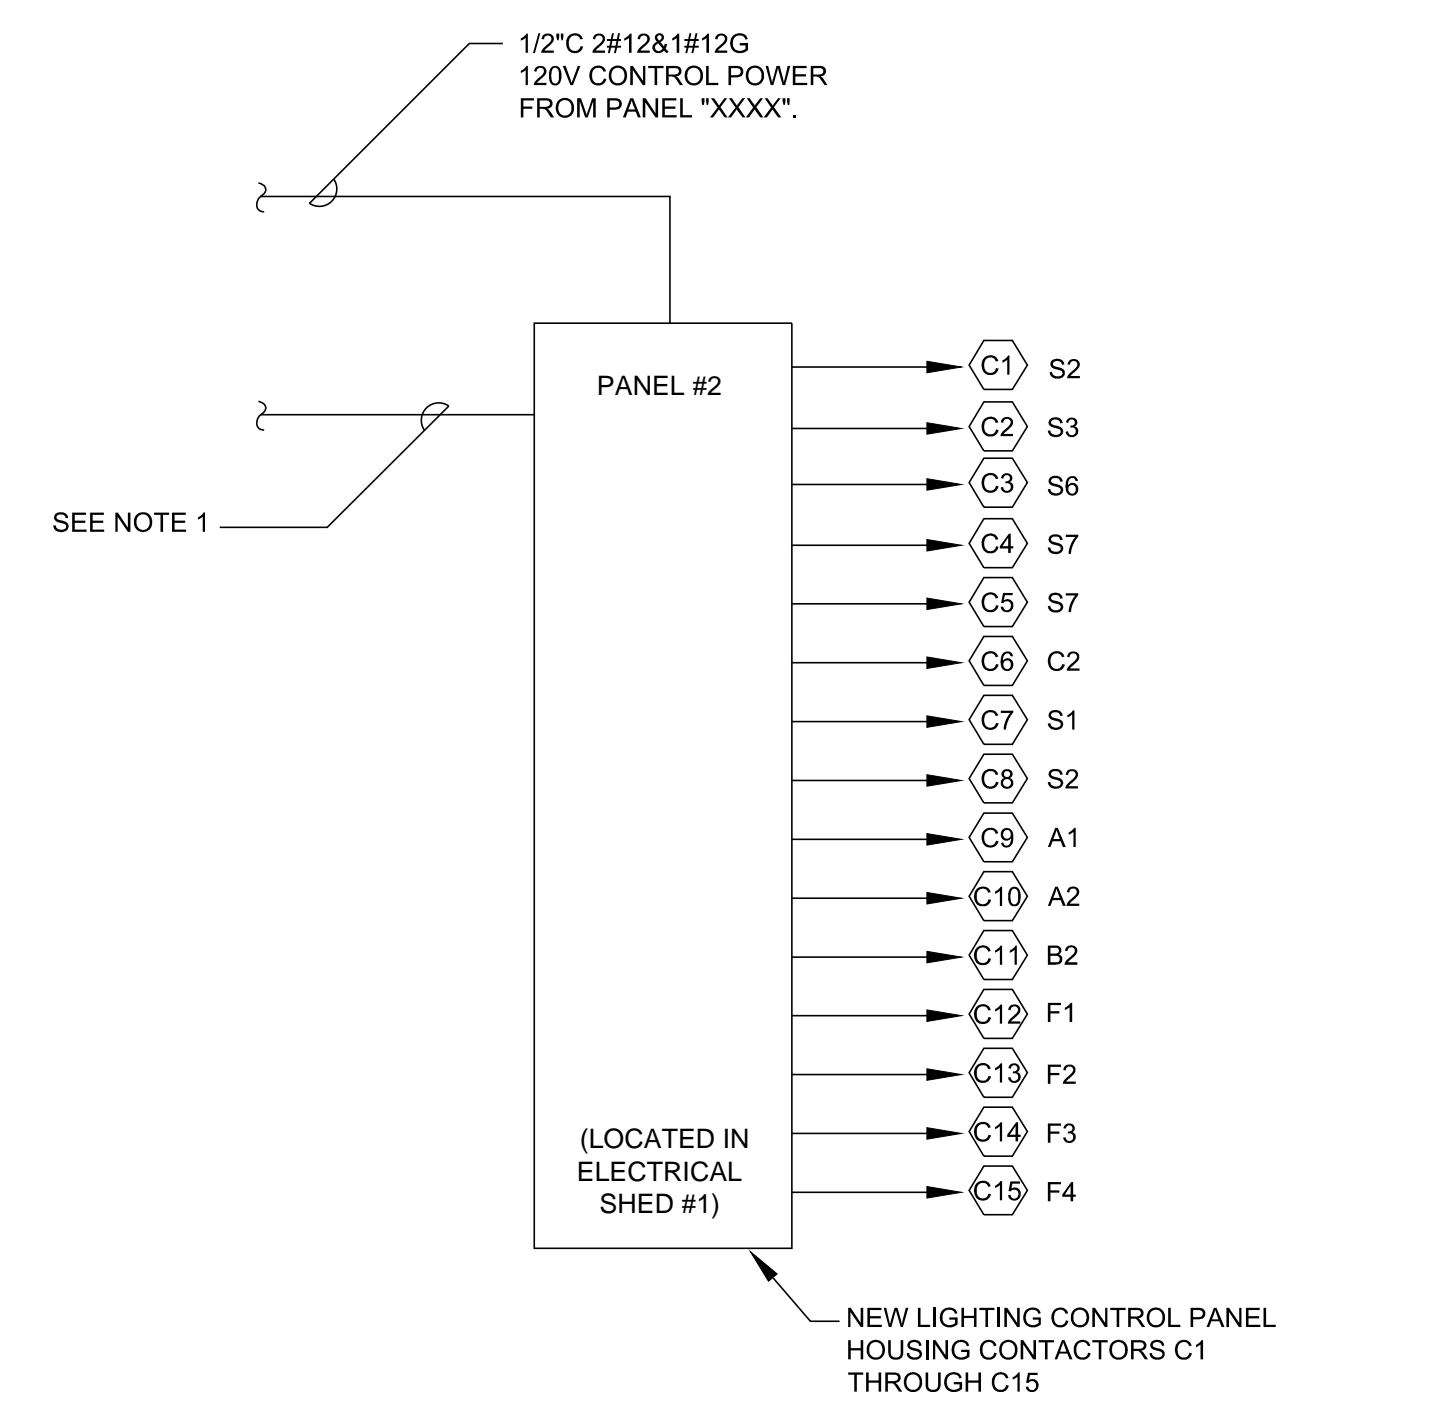 1/2"C 2#12&1#12G
120V CONTROL POWER
FROM PANEL "XXXX".
PANEL #2
SEE NOTE 1
C1 S2
C2 S3
C3 S6
C4 S7
C5 S7
C6 C2
C7 S1
C8 S2
C9 A1
C10 A2
C11 B2
C12 F1
C13 F2
C14 F3
C15 F4
(LOCATED IN
ELECTRICAL
SHED #1)
NEW LIGHTING CONTROL PANEL
HOUSING CONTACTORS C1
THROUGH C15